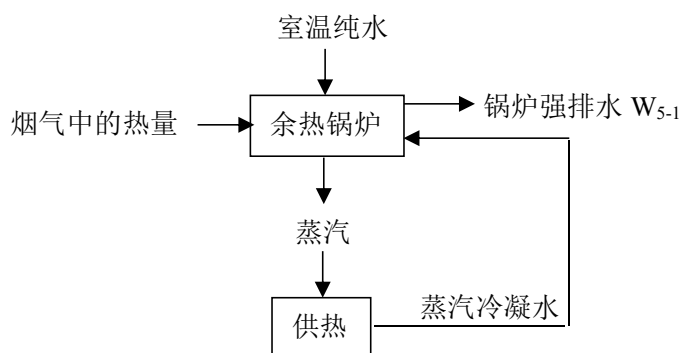 室温纯水
烟气中的热量
余热锅炉
锅炉强排水 W5-1
蒸汽
供热
蒸汽冷凝水